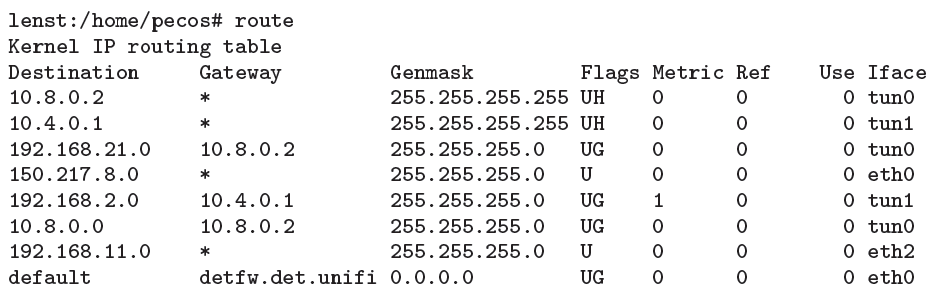 lenst:/home/pecos# route
Kernel IP routing table
Destination Gateway Genmask Flags Metric Ref Use Iface
10.8.0.2 * 255.255.255.255 UH 0 0 0 tun0
10.4.0.1 * 255.255.255.255 UH 0 0 0 tun1
192.168.21.0 10.8.0.2 255.255.255.0 UG 0 0 0 tun0
150.217.8.0 * 255.255.255.0 U 0 0 0 eth0
192.168.2.0 10.4.0.1 255.255.255.0 UG 1 0 0 tun1
10.8.0.0 10.8.0.2 255.255.255.0 UG 0 0 0 tun0
192.168.11.0 * 255.255.255.0 U 0 0 0 eth2
default detfw.det.unifi 0.0.0.0 UG 0 0 0 eth0